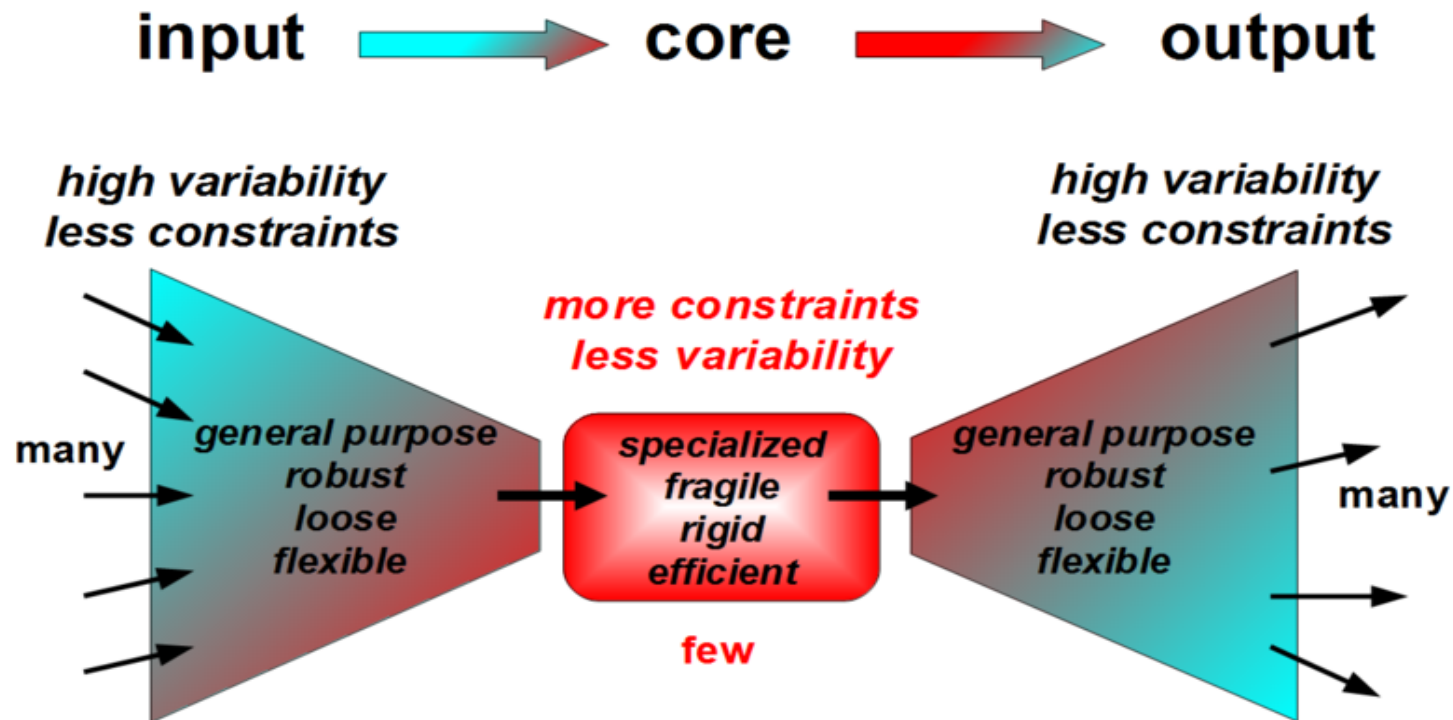 input
core
output
high variability
less constraints
high variability
less constraints
more constraints
less variability
many
general purpose
robust
loose
flexible
specialized
fragile
rigid
efficient
general purpose
robust
loose
flexible
many
few